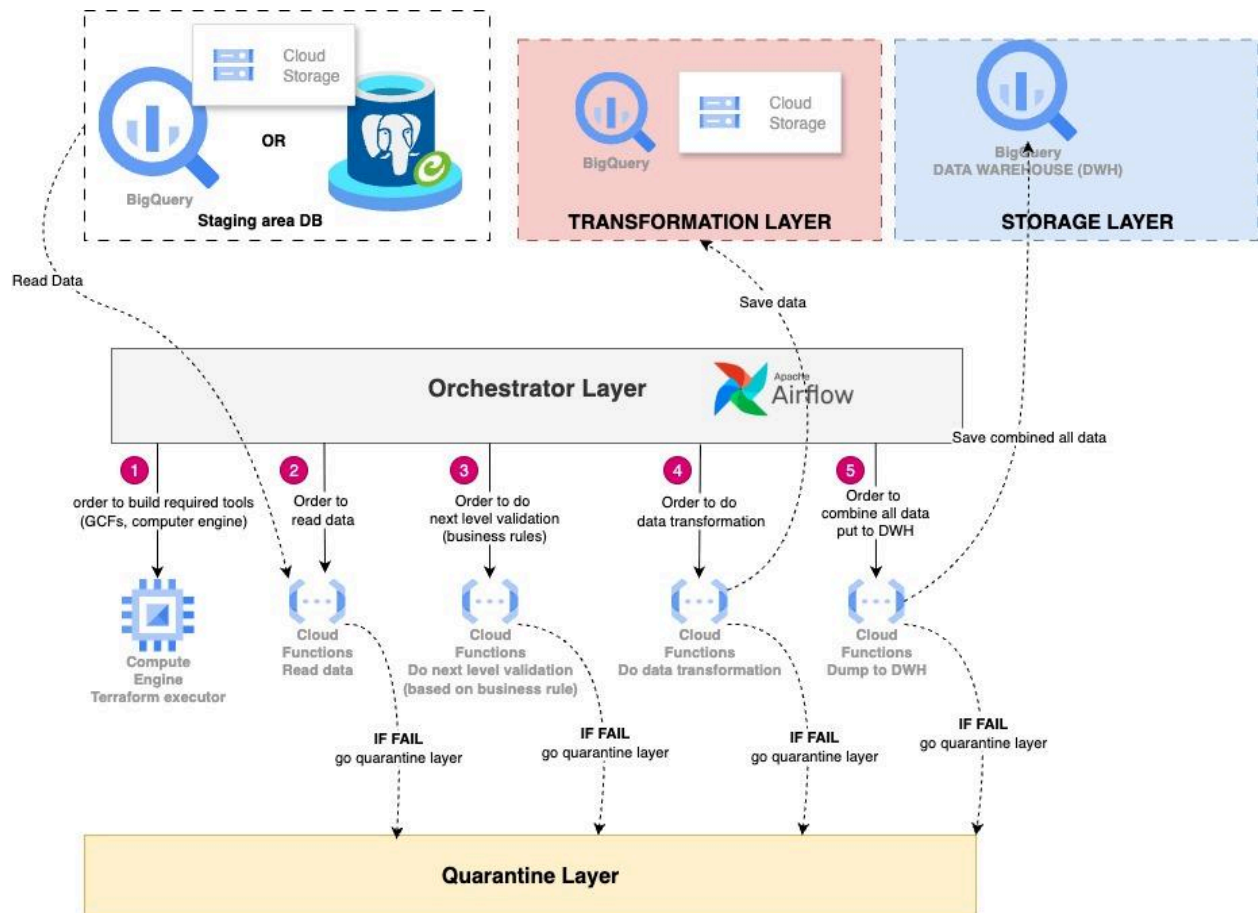 Cloud
Storage
OR
BigQuery
Staging area DB
BigQuery
Cloud
Storage
TRANSFORMATION LAYER
BigQuery
DATA WAREHOUSE (DWH)
STORAGE LAYER
Read Data
Save data
Orchestrator Layer
Apache
Airflow
Save combined all data
1
order to build required tools
(GCFs, computer engine)
2
Order to
read data
3
Order to do
next level validation
(business rules)
4
Order to do
data transformation
5
Order to
combine all data
put to DWH
Compute
Engine
Terraform executor
Cloud
Functions
Read data
Cloud
Functions
Do next level validation
(based on business rule)
Cloud
Functions
Do data transformation
Cloud
Functions
Dump to DWH
IF FAIL
go quarantine layer
IF FAIL
go quarantine layer
IF FAIL
go quarantine layer
IF FAIL
go quarantine layer
Quarantine Layer